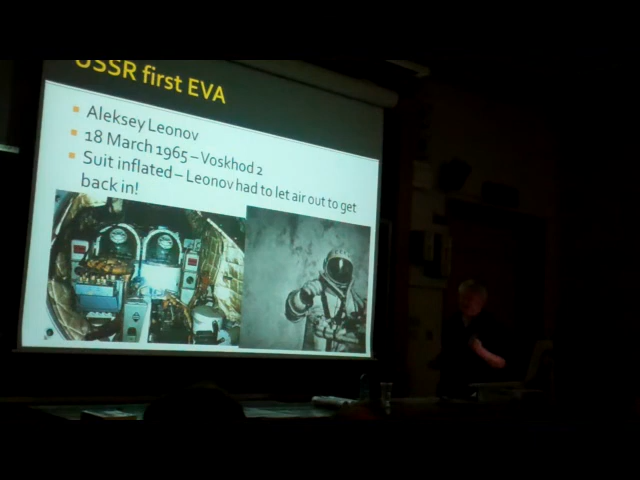 USSR first EVA
Aleksey Leonov
18 March 1965 – Voskhod 2
Suit inflated – Leonov had to let air out to get
back in!